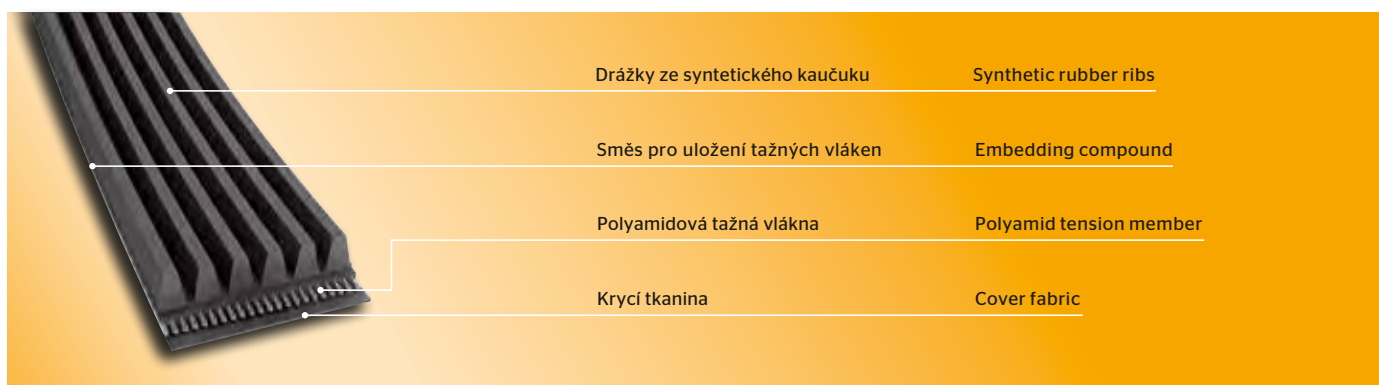 Drážky ze syntetického kaučuku Synthetic rubber ribs
Směs pro uložení tažných vláken Embedding compound
Polyamidová tažná vlákna Polyamid tension member
Krycí tkanina Cover fabric